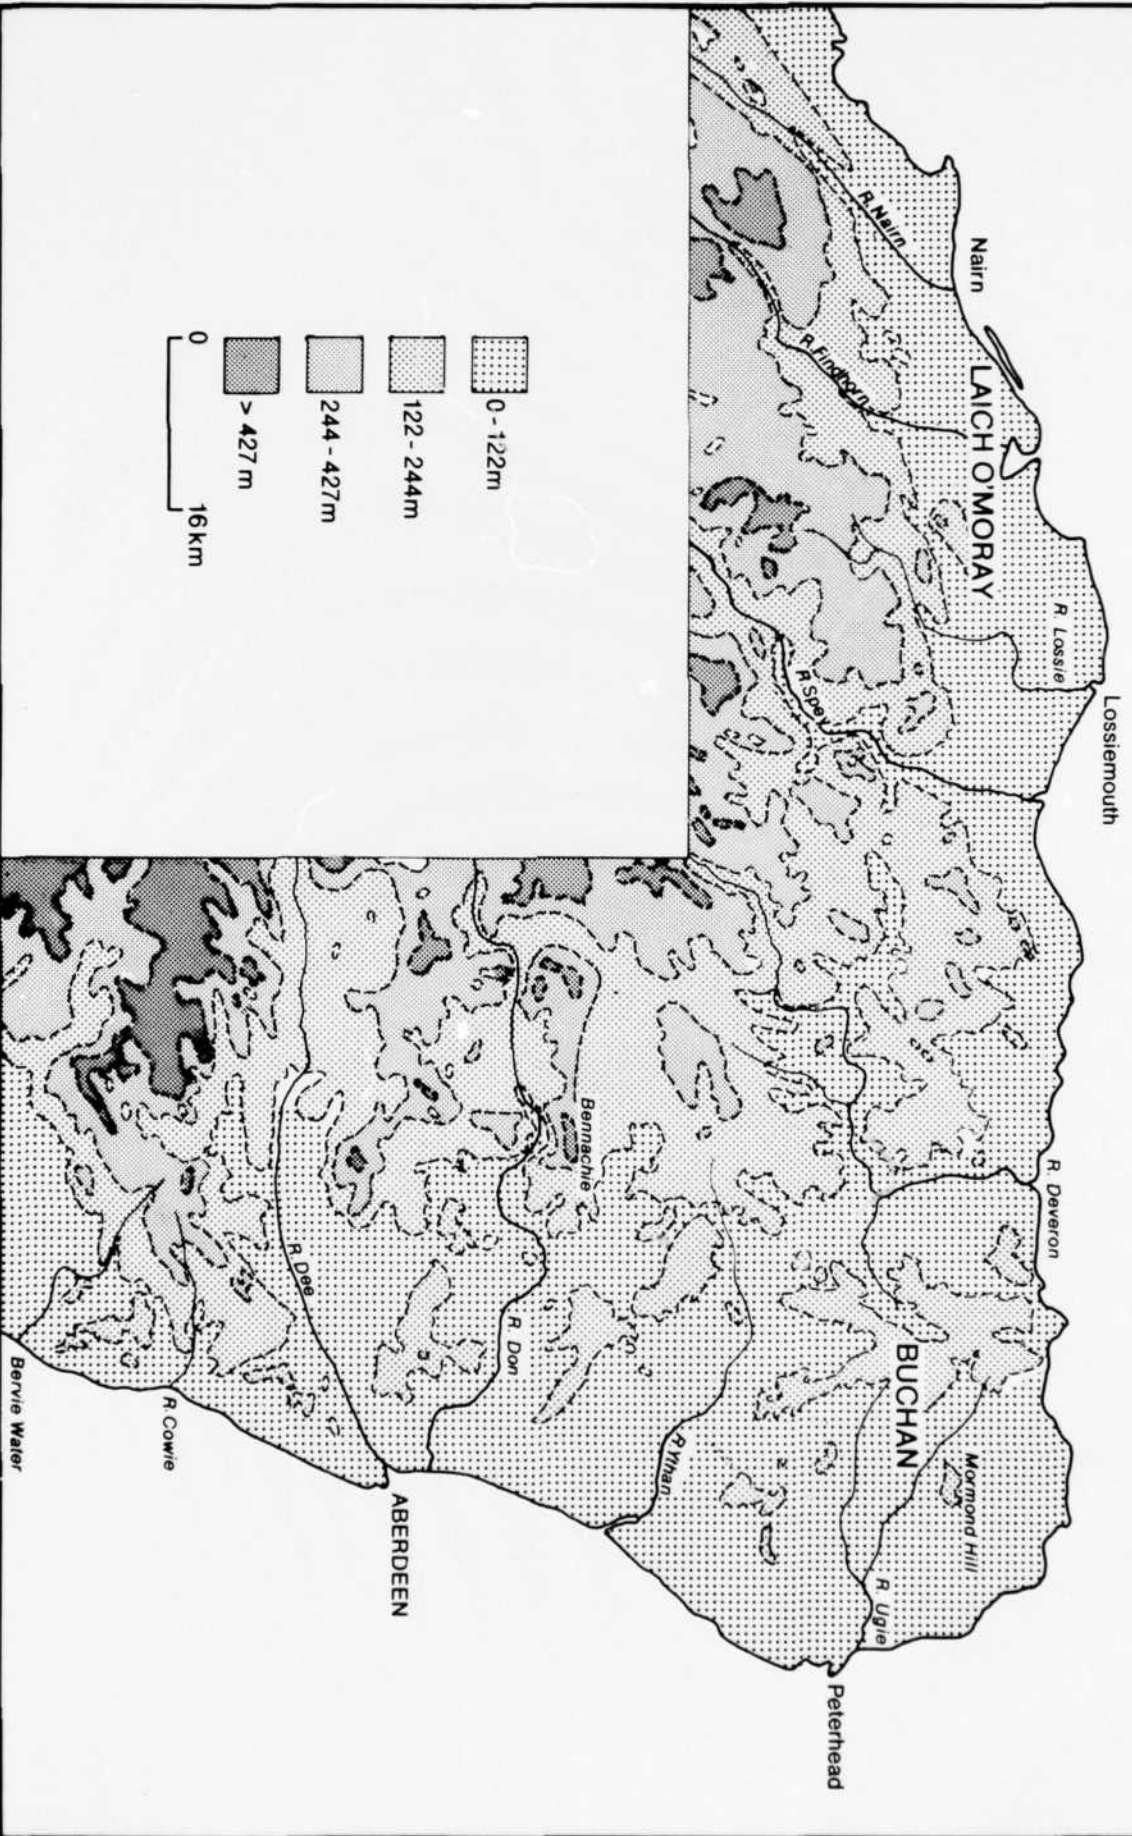 Lossiemouth
R. Lossie
Nairn
LAICH O'MORAY
R. Nairn
R. Findhorn
R. Spey
R. Deveron
BUCHAN
Mormond Hill
R. Ugie
Peterhead
R. Ythan
Bennachie
R. Don
ABERDEEN
R. Dee
R. Cowie
Bervie Water
0 - 122m
122 - 244m
244 - 427m
> 427m
0
16km